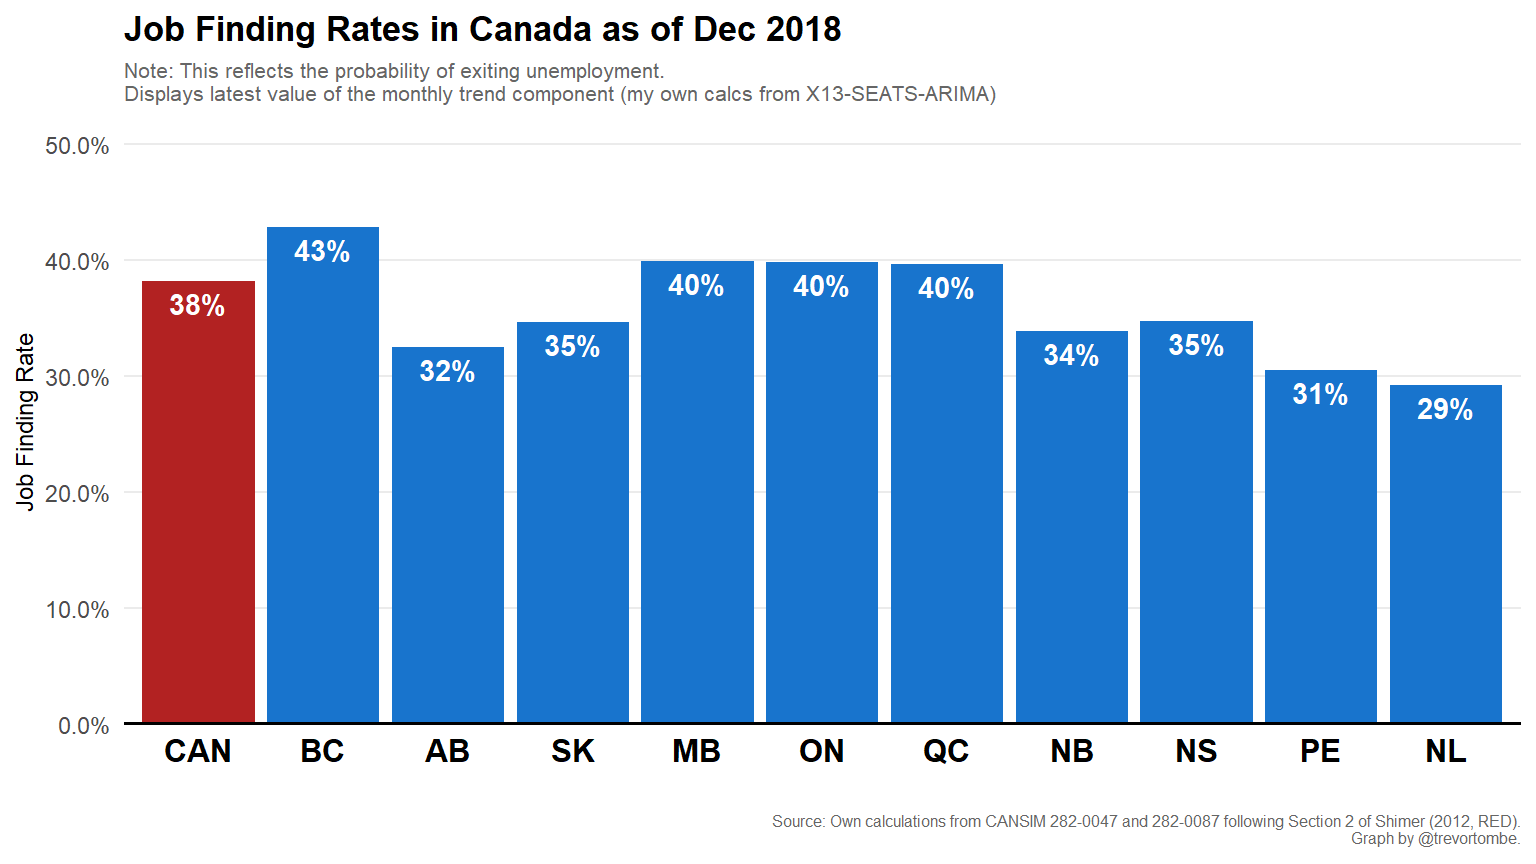 Job Finding Rates in Canada as of Dec 2018
Note: This reflects the probability of exiting unemployment.
Displays latest value of the monthly trend component (my own calcs from X13-SEATS-ARIMA)
Job Finding Rate
50.0%
40.0%
30.0%
20.0%
10.0%
0.0%
38%
43%
32%
35%
40%
40%
40%
34%
35%
31%
29%
CAN
BC
AB
SK
MB
ON
QC
NB
NS
PE
NL
Source: Own calculations from CANSIM 282-0047 and 282-0087 following Section 2 of Shimer (2012, RED).
Graph by @trevortombe.